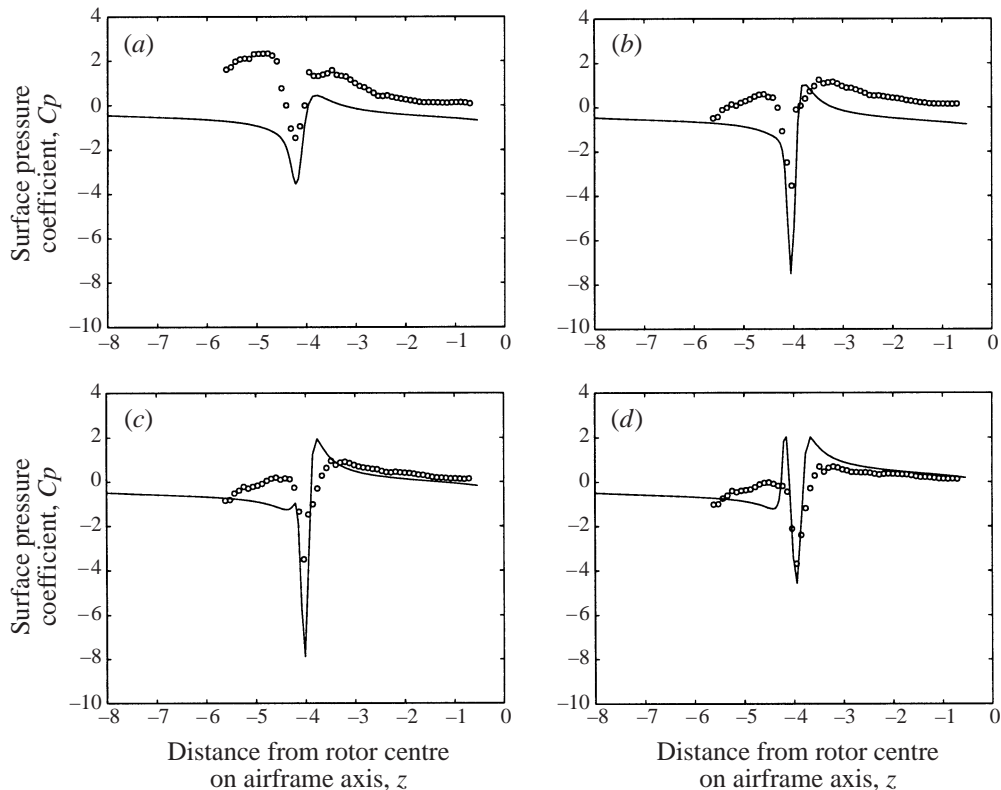 (a)
(b)
4
2
0
−2
−4
−6
−8
−10
Surface pressure
coefficient, Cp
−8 −7 −6 −5 −4 −3 −2 −1 0
4
2
0
−2
−4
−6
−8
−10
−8 −7 −6 −5 −4 −3 −2 −1 0
(c)
(d)
4
2
0
−2
−4
−6
−8
−10
Surface pressure
coefficient, Cp
−8 −7 −6 −5 −4 −3 −2 −1 0
4
2
0
−2
−4
−6
−8
−10
−8 −7 −6 −5 −4 −3 −2 −1 0
Distance from rotor centre
on airframe axis, z
Distance from rotor centre
on airframe axis, z